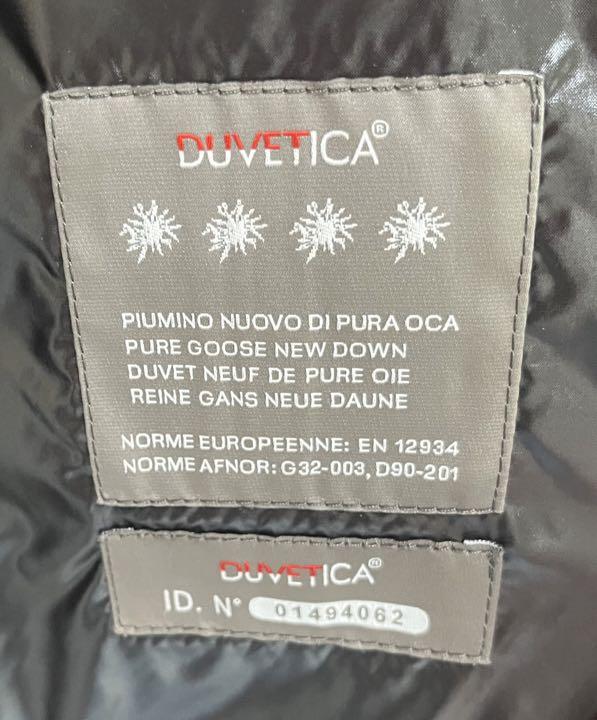 DUVETICA®
PIUMINO NUOVO DI PURA OCA
PURE GOOSE NEW DOWN
DUVET NEUF DE PURE OIE
REINE GANS NEUE DAUNE
NORME EUROPEENNE: EN 12934
NORME AFNOR: G32-003, D90-201
DUVETICA®
ID. N° 01494062